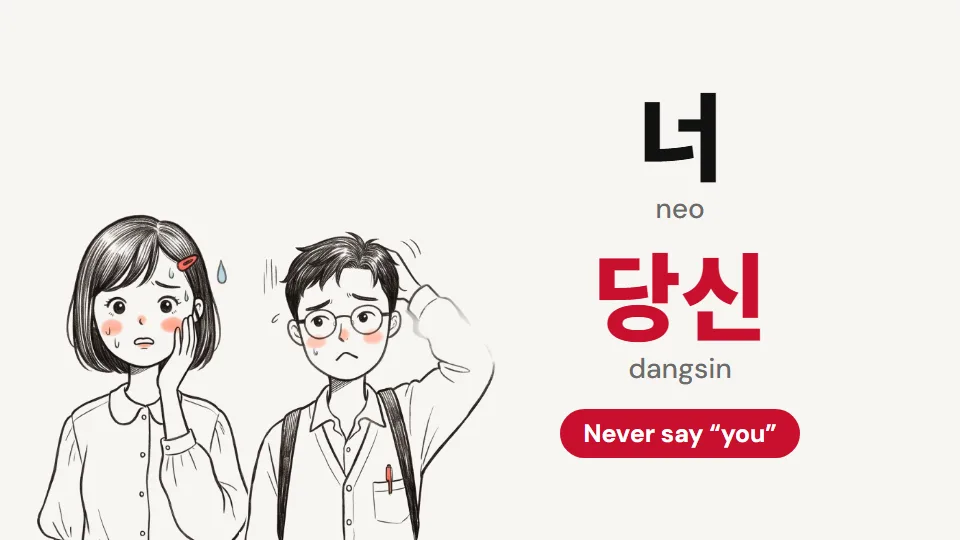 너
neo
당신
dangsin
Never say “you”